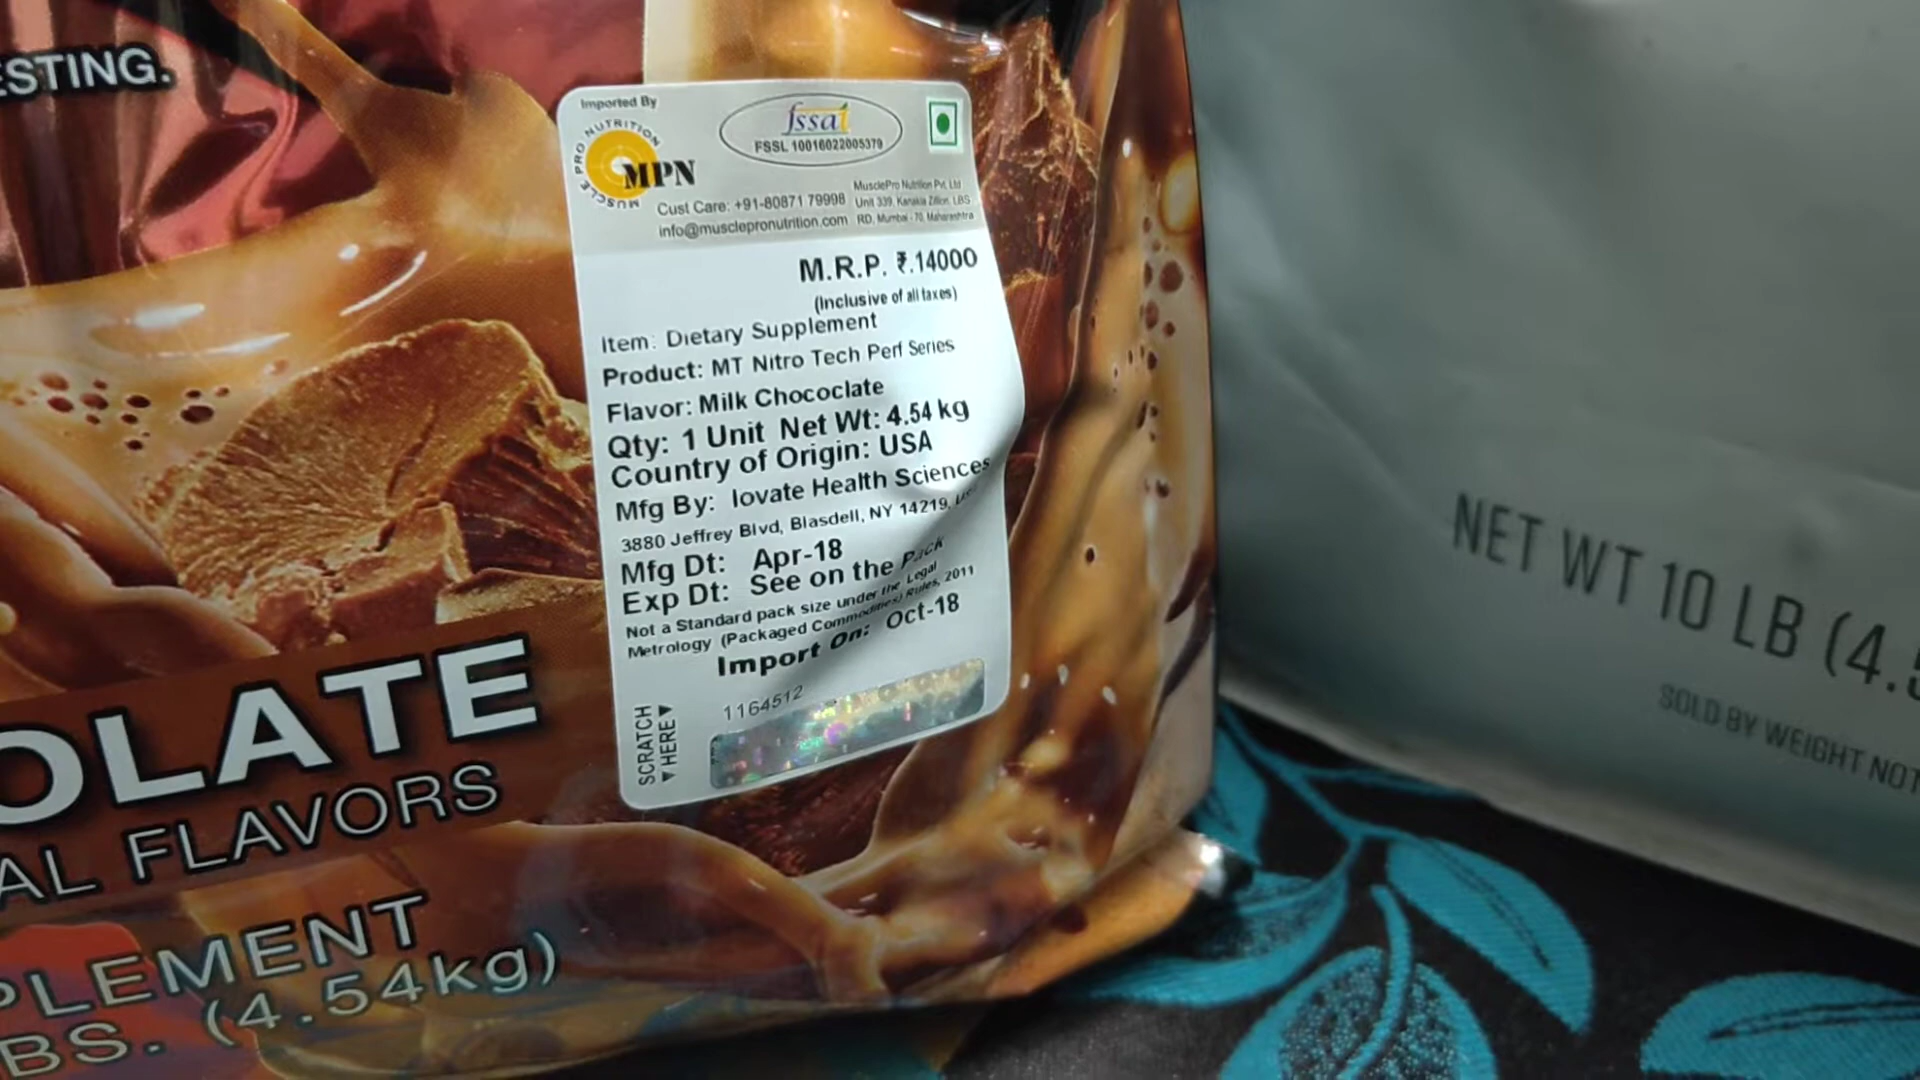 ESTING.
Imported By
MUSCLE PRO NUTRITION
MPN
fssai
FSSL 10016022005379
Cust Care: +91-80871 79998
info@musclepronutrition.com
MusclePro Nutrition Pvt. Ltd
Unit 339, Kanakia Zillion, LBS
RD, Mumbai - 70, Maharashtra
M.R.P. ₹.14000
(Inclusive of all taxes)
Item: Dietary Supplement
Product: MT Nitro Tech Perf Series
Flavor: Milk Chococlate
Qty: 1 Unit Net Wt: 4.54 kg
Country of Origin: USA
Mfg By: Iovate Health Sciences
3880 Jeffrey Blvd, Blasdell, NY 14219,
Mfg Dt: Apr-18
Exp Dt: See on the Pack
Not a Standard pack size under the Legal
Metrology (Packaged Commodities) Rules, 2011
Import On: Oct-18
1164512
SCRATCH
▼HERE▼
OLATE
AL FLAVORS
PLEMENT
BS. (4.54kg)
NET WT 10 LB (4.5
SOLD BY WEIGHT NOT